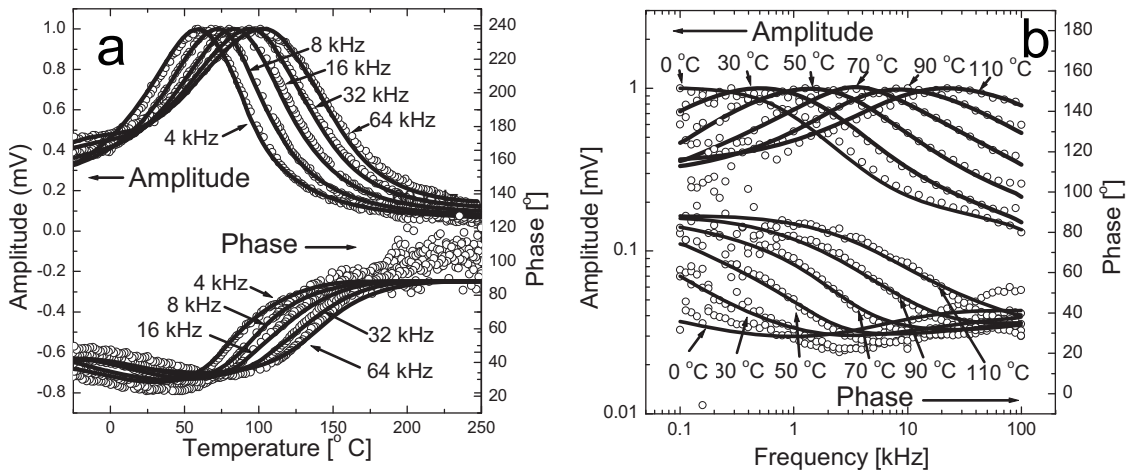 a
Amplitude (mV)
1.0
0.8
0.6
0.4
0.2
0.0
-0.2
-0.4
-0.6
-0.8
8 kHz
16 kHz
32 kHz
64 kHz
4 kHz
Amplitude
Phase
4 kHz
8 kHz
16 kHz
32 kHz
64 kHz
240
220
200
180
160
140
120
100
80
60
40
20
Phase [°]
0 50 100 150 200 250
Temperature [° C]
b
Amplitude [mV]
1
0.1
0.01
Amplitude
0 °C 30 °C 50 °C 70 °C 90 °C 110 °C
0 °C 30 °C 50 °C 70 °C 90 °C 110 °C
Phase
180
160
140
120
100
80
60
40
20
0
Phase [°]
0.1 1 10 100
Frequency [kHz]